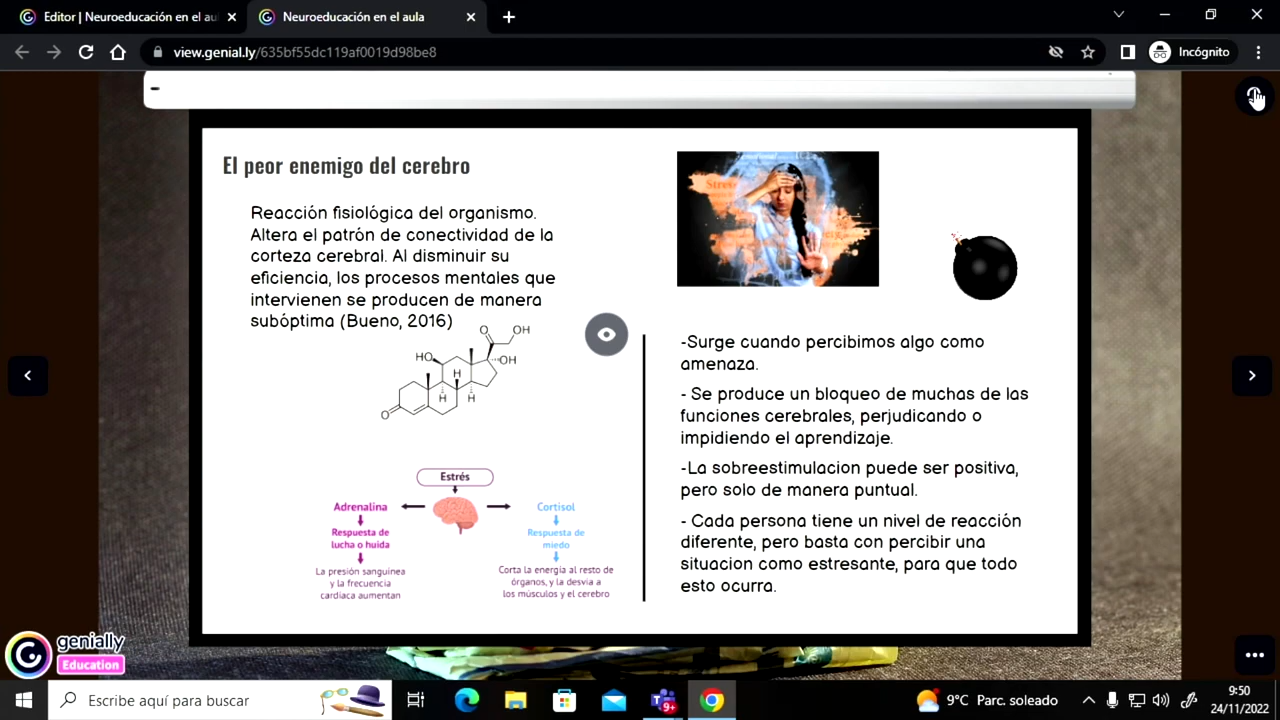 Editor | Neuroeducación en el au
Neuroeducación en el aula
view.genial.ly/635bf55dc119af0019d98be8
Incógnito
El peor enemigo del cerebro
Reacción fisiológica del organismo.
Altera el patrón de conectividad de la
corteza cerebral. Al disminuir su
eficiencia, los procesos mentales que
intervienen se producen de manera
subóptima (Bueno, 2016)
O
OH
HO
OH
H
H
H
O
Estrés
Adrenalina
Cortisol
Respuesta de
lucha o huida
Respuesta de
miedo
La presión sanguínea
y la frecuencia
cardíaca aumentan
Corta la energía al resto de
órganos, y la desvía a
los músculos y el cerebro
-Surge cuando percibimos algo como
amenaza.
- Se produce un bloqueo de muchas de las
funciones cerebrales, perjudicando o
impidiendo el aprendizaje.
-La sobreestimulacion puede ser positiva,
pero solo de manera puntual.
- Cada persona tiene un nivel de reacción
diferente, pero basta con percibir una
situacion como estresante, para que todo
esto ocurra.
genially
Education
Escribe aquí para buscar
9+
9°C Parc. soleado
9:50
24/11/2022